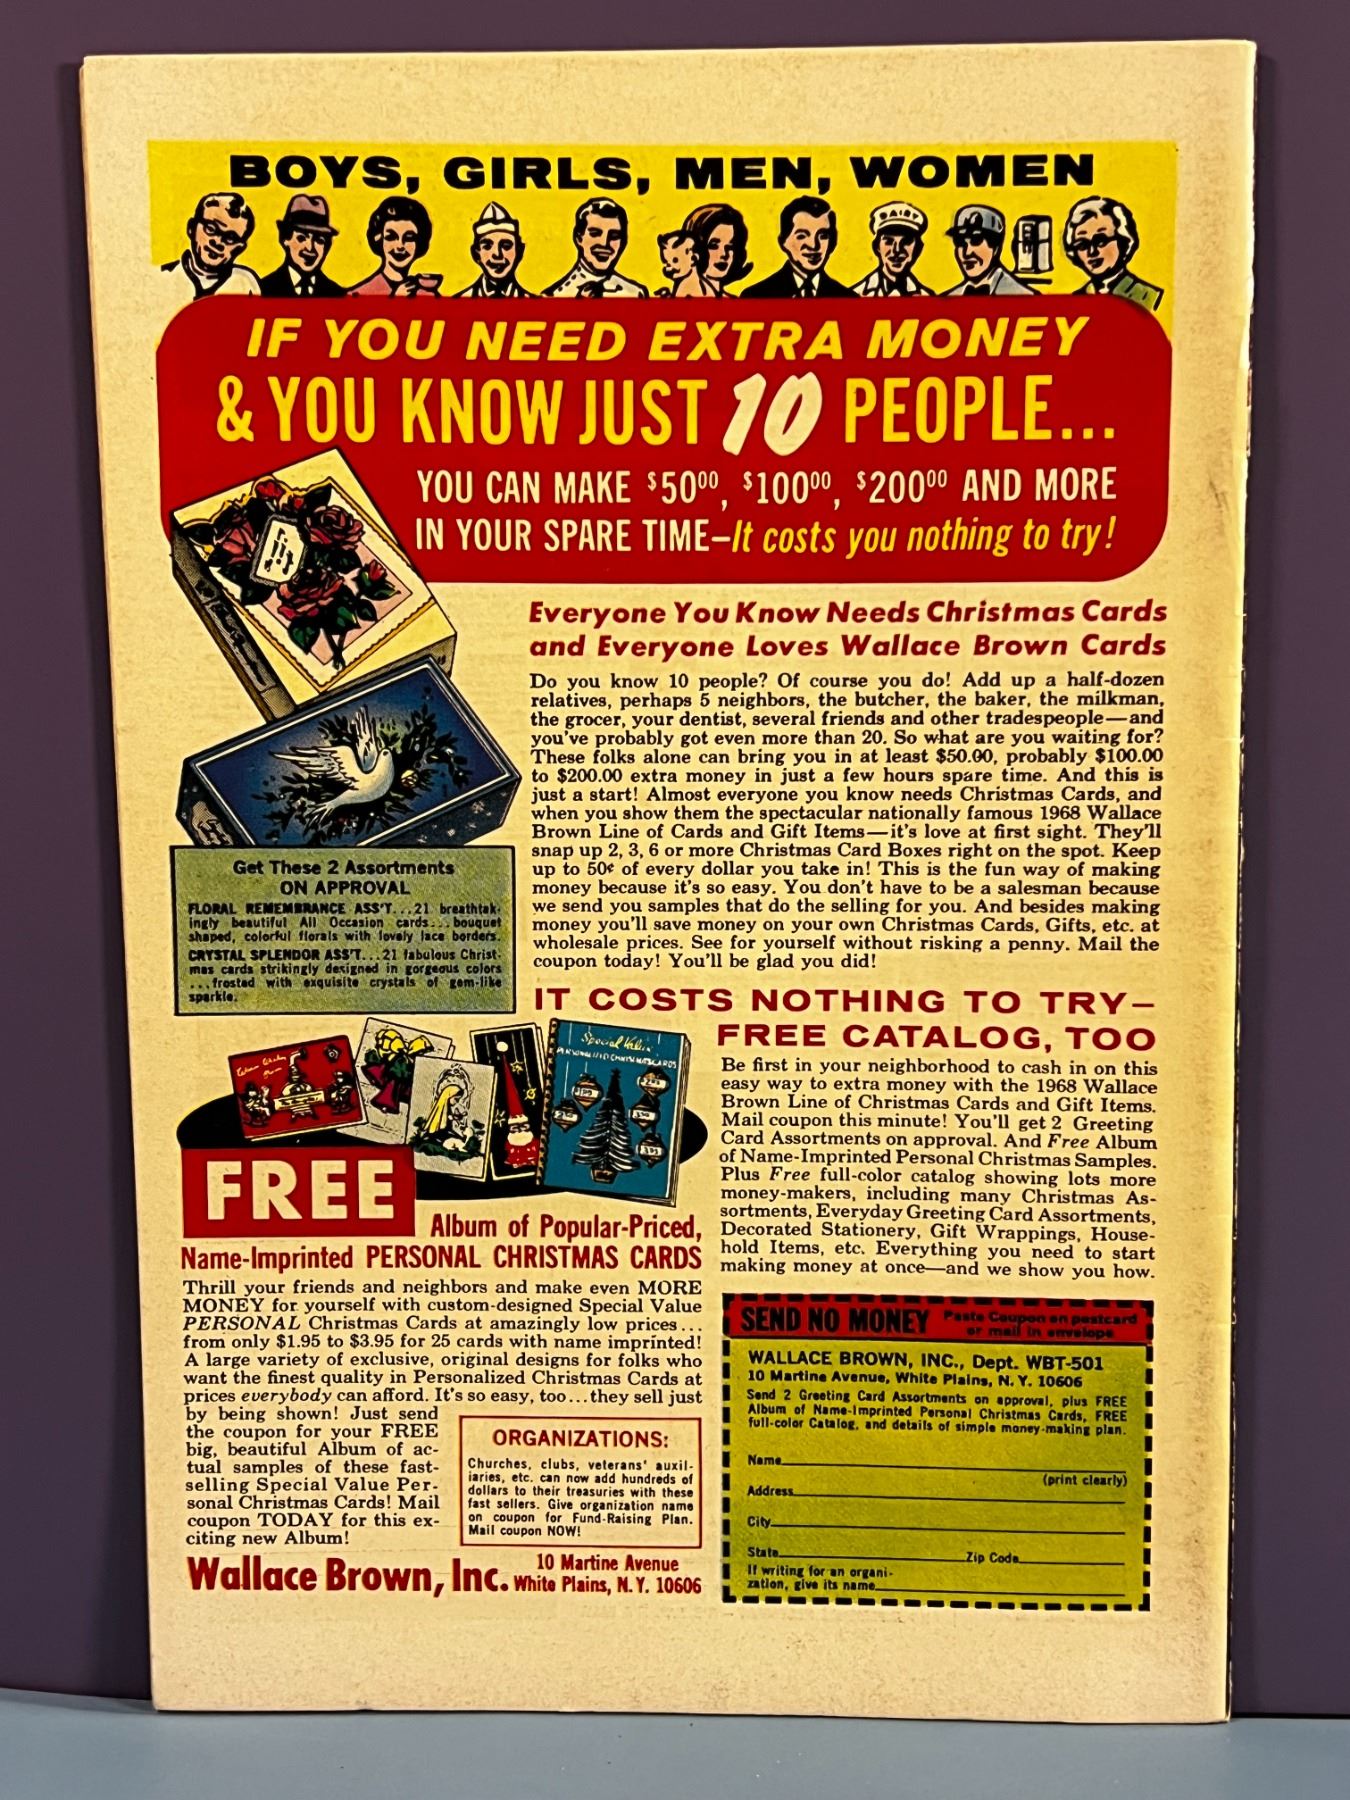 BOYS, GIRLS, MEN, WOMEN
DAIRY
IF YOU NEED EXTRA MONEY
& YOU KNOW JUST 10 PEOPLE...
YOU CAN MAKE $50⁰⁰, $100⁰⁰, $200⁰⁰ AND MORE
IN YOUR SPARE TIME—It costs you nothing to try!
Everyone You Know Needs Christmas Cards
and Everyone Loves Wallace Brown Cards
Do you know 10 people? Of course you do! Add up a half-dozen
relatives, perhaps 5 neighbors, the butcher, the baker, the milkman,
the grocer, your dentist, several friends and other tradespeople—and
you've probably got even more than 20. So what are you waiting for?
These folks alone can bring you in at least $50.00, probably $100.00
to $200.00 extra money in just a few hours spare time. And this is
just a start! Almost everyone you know needs Christmas Cards, and
when you show them the spectacular nationally famous 1968 Wallace
Brown Line of Cards and Gift Items—it's love at first sight. They'll
snap up 2, 3, 6 or more Christmas Card Boxes right on the spot. Keep
up to 50¢ of every dollar you take in! This is the fun way of making
money because it's so easy. You don't have to be a salesman because
we send you samples that do the selling for you. And besides making
money you'll save money on your own Christmas Cards, Gifts, etc. at
wholesale prices. See for yourself without risking a penny. Mail the
coupon today! You'll be glad you did!
Get These 2 Assortments
ON APPROVAL
FLORAL REMEMBRANCE ASS'T...21 breathtak-
ingly beautiful All Occasion cards...bouquet
shaped, colorful florals with lovely lace borders.
CRYSTAL SPLENDOR ASS'T...21 fabulous Christ-
mas cards strikingly designed in gorgeous colors
...frosted with exquisite crystals of gem-like
sparkle.
IT COSTS NOTHING TO TRY—
FREE CATALOG, TOO
Be first in your neighborhood to cash in on this
easy way to extra money with the 1968 Wallace
Brown Line of Christmas Cards and Gift Items.
Mail coupon this minute! You'll get 2 Greeting
Card Assortments on approval. And Free Album
of Name-Imprinted Personal Christmas Samples.
Plus Free full-color catalog showing lots more
money-makers, including many Christmas As-
sortments, Everyday Greeting Card Assortments,
Decorated Stationery, Gift Wrappings, House-
hold Items, etc. Everything you need to start
making money at once—and we show you how.
Special Value
PERSONALIZED CHRISTMAS CARDS
FREE
Album of Popular-Priced,
Name-Imprinted PERSONAL CHRISTMAS CARDS
Thrill your friends and neighbors and make even MORE
MONEY for yourself with custom-designed Special Value
PERSONAL Christmas Cards at amazingly low prices...
from only $1.95 to $3.95 for 25 cards with name imprinted!
A large variety of exclusive, original designs for folks who
want the finest quality in Personalized Christmas Cards at
prices everybody can afford. It's so easy, too...they sell just
by being shown! Just send
the coupon for your FREE
big, beautiful Album of ac-
tual samples of these fast-
selling Special Value Per-
sonal Christmas Cards! Mail
coupon TODAY for this ex-
citing new Album!
ORGANIZATIONS:
Churches, clubs, veterans' auxil-
iaries, etc. can now add hundreds of
dollars to their treasuries with these
fast sellers. Give organization name
on coupon for Fund-Raising Plan.
Mail coupon NOW!
Wallace Brown, Inc. 10 Martine Avenue
White Plains, N.Y. 10606
SEND NO MONEY Paste Coupon on postcard
or mail in envelope
WALLACE BROWN, INC., Dept. WBT-501
10 Martine Avenue, White Plains, N. Y. 10606
Send 2 Greeting Card Assortments on approval, plus FREE
Album of Name-Imprinted Personal Christmas Cards, FREE
full-color Catalog, and details of simple money-making plan.
Name
(print clearly)
Address
City
State Zip Code
If writing for an organi-
zation, give its name